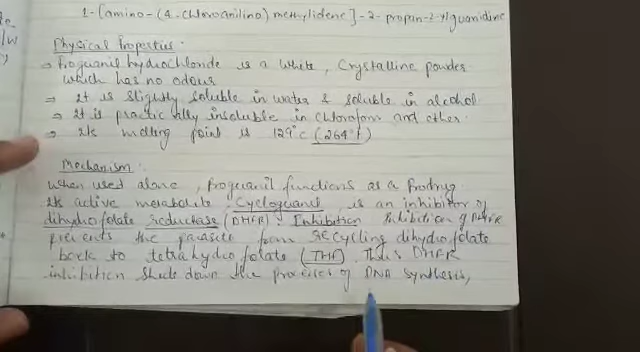 1-[amino-(4-chloroanilino) methylidene]-2-propan-2-ylguanidine
Physical Properties:
→ Proguanil hydrochloride is a white, crystalline powder
which has no odour
→ It is slightly soluble in water & soluble in alcohol
→ It is practically insoluble in chloroform and ether.
→ Its melting point is 129°C (264°F)
Mechanism:
When used alone, proguanil functions as a Prodrug.
Its active metabolite Cycloguanil is an inhibitor of
dihydrofolate reductase (DHFR). Inhibition Inhibition of DHFR
prevents the parasite from recycling dihydrofolate
back to tetrahydrofolate (THF). Thus DHFR
inhibition shuts down the process of DNA synthesis,